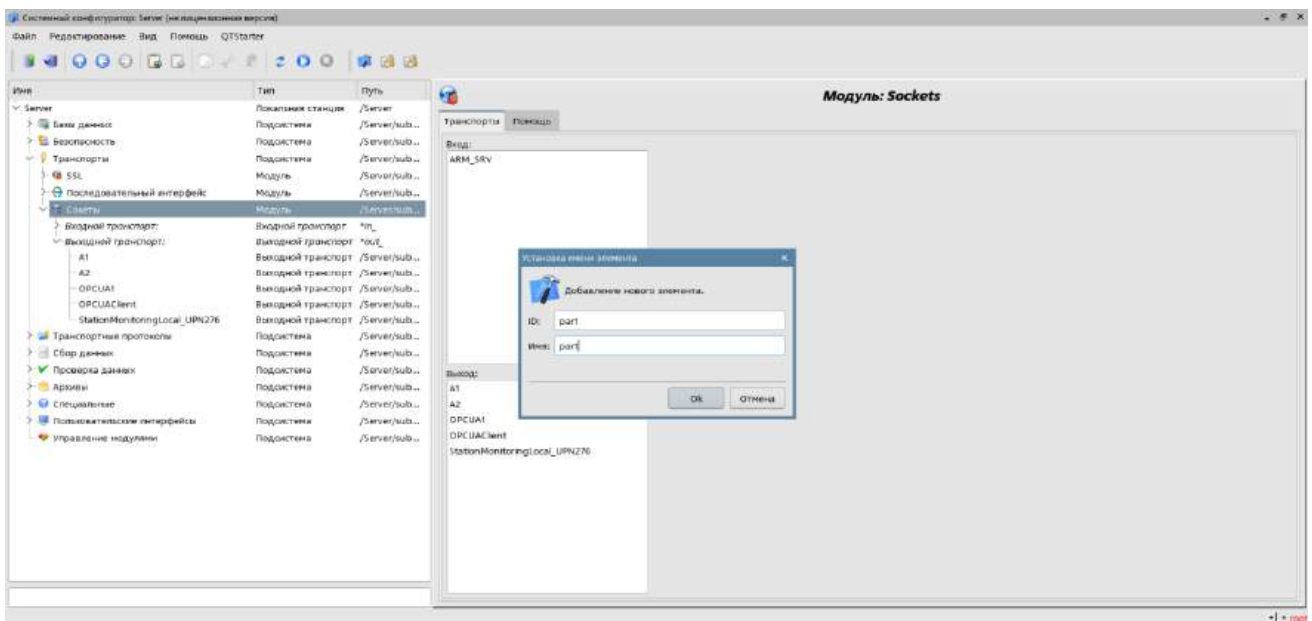 Системный конфигуратор: Server (не лицензионная версия)
Файл Редактирование Вид Помощь QTStarter
Имя Тип Путь
Server Локальная станция /Server
Базы данных Подсистема /Server/sub...
Безопасность Подсистема /Server/sub...
Транспорты Подсистема /Server/sub...
SSL Модуль /Server/sub...
Последовательный интерфейс Модуль /Server/sub...
Сокеты Модуль /Server/sub...
Входной транспорт: Входной транспорт *in_
Выходной транспорт: Выходной транспорт *out_
A1 Выходной транспорт /Server/sub...
A2 Выходной транспорт /Server/sub...
OPCUA1 Выходной транспорт /Server/sub...
OPCUAClient Выходной транспорт /Server/sub...
StationMonitoringLocal_UPN276 Выходной транспорт /Server/sub...
Транспортные протоколы Подсистема /Server/sub...
Сбор данных Подсистема /Server/sub...
Проверка данных Подсистема /Server/sub...
Архивы Подсистема /Server/sub...
Специальные Подсистема /Server/sub...
Пользовательские интерфейсы Подсистема /Server/sub...
Управление модулями Подсистема /Server/sub...
Модуль: Sockets
Транспорты Помощь
Вход:
ARM_SRV
Установка имени элемента
Добавление нового элемента.
ID: part
Имя: part
Ok Отмена
Выход:
A1
A2
OPCUA1
OPCUAClient
StationMonitoringLocal_UPN276
root